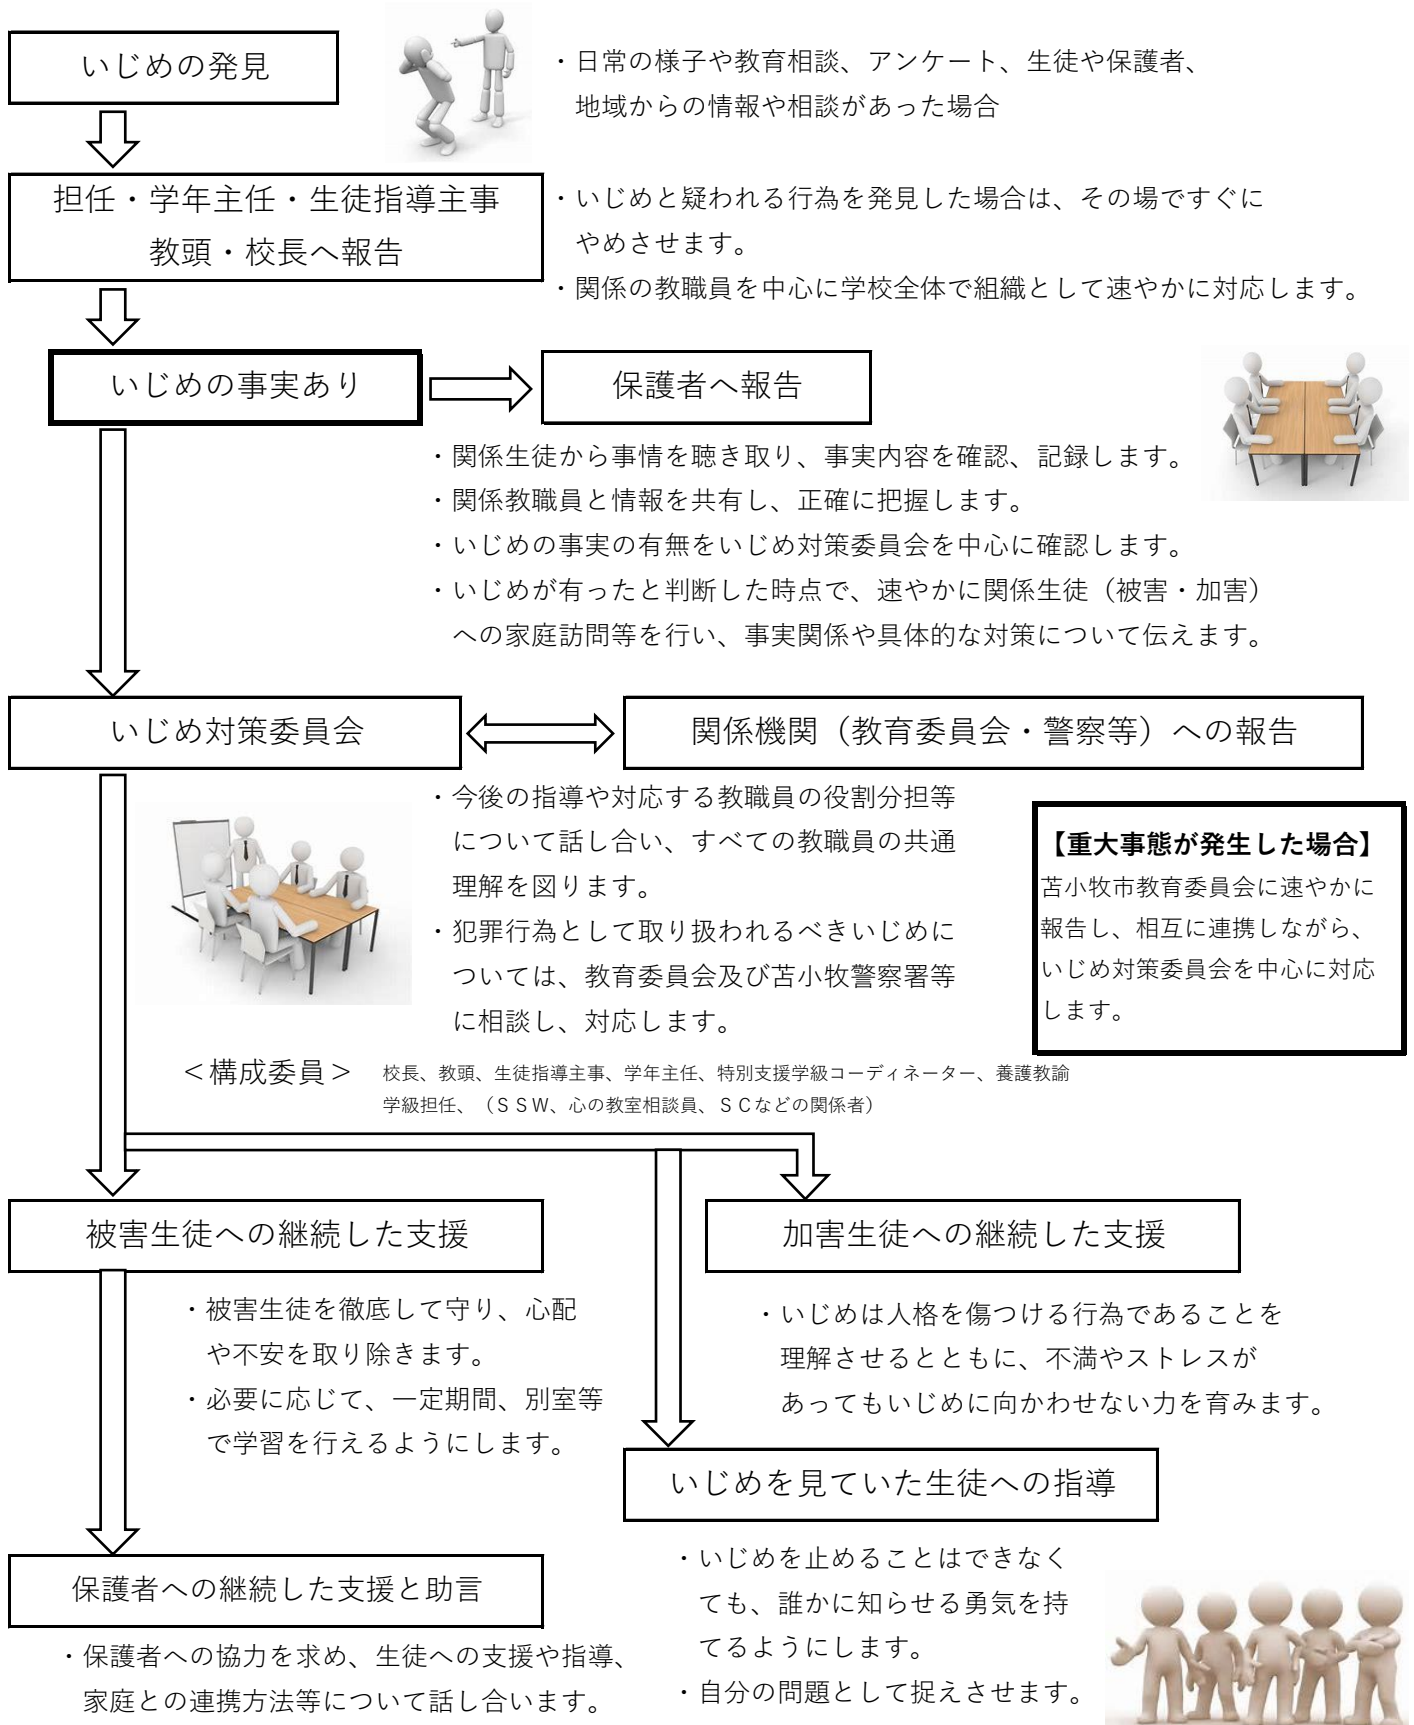 いじめの発見
・日常の様子や教育相談、アンケート、生徒や保護者、
地域からの情報や相談があった場合
担任・学年主任・生徒指導主事
教頭・校長へ報告
・いじめと疑われる行為を発見した場合は、その場ですぐに
やめさせます。
・関係の教職員を中心に学校全体で組織として速やかに対応します。
いじめの事実あり
保護者へ報告
・関係生徒から事情を聴き取り、事実内容を確認、記録します。
・関係教職員と情報を共有し、正確に把握します。
・いじめの事実の有無をいじめ対策委員会を中心に確認します。
・いじめが有ったと判断した時点で、速やかに関係生徒（被害・加害）
への家庭訪問等を行い、事実関係や具体的な対策について伝えます。
いじめ対策委員会
関係機関（教育委員会・警察等）への報告
・今後の指導や対応する教職員の役割分担等
について話し合い、すべての教職員の共通
理解を図ります。
・犯罪行為として取り扱われるべきいじめに
ついては、教育委員会及び苫小牧警察署等
に相談し、対応します。
【重大事態が発生した場合】
苫小牧市教育委員会に速やかに
報告し、相互に連携しながら、
いじめ対策委員会を中心に対応
します。
＜構成委員＞ 校長、教頭、生徒指導主事、学年主任、特別支援学級コーディネーター、養護教諭
学級担任、（ＳＳＷ、心の教室相談員、ＳＣなどの関係者）
被害生徒への継続した支援
加害生徒への継続した支援
・被害生徒を徹底して守り、心配
や不安を取り除きます。
・必要に応じて、一定期間、別室等
で学習を行えるようにします。
・いじめは人格を傷つける行為であることを
理解させるとともに、不満やストレスが
あってもいじめに向かわせない力を育みます。
いじめを見ていた生徒への指導
・いじめを止めることはできなく
ても、誰かに知らせる勇気を持
てるようにします。
・自分の問題として捉えさせます。
保護者への継続した支援と助言
・保護者への協力を求め、生徒への支援や指導、
家庭との連携方法等について話し合います。